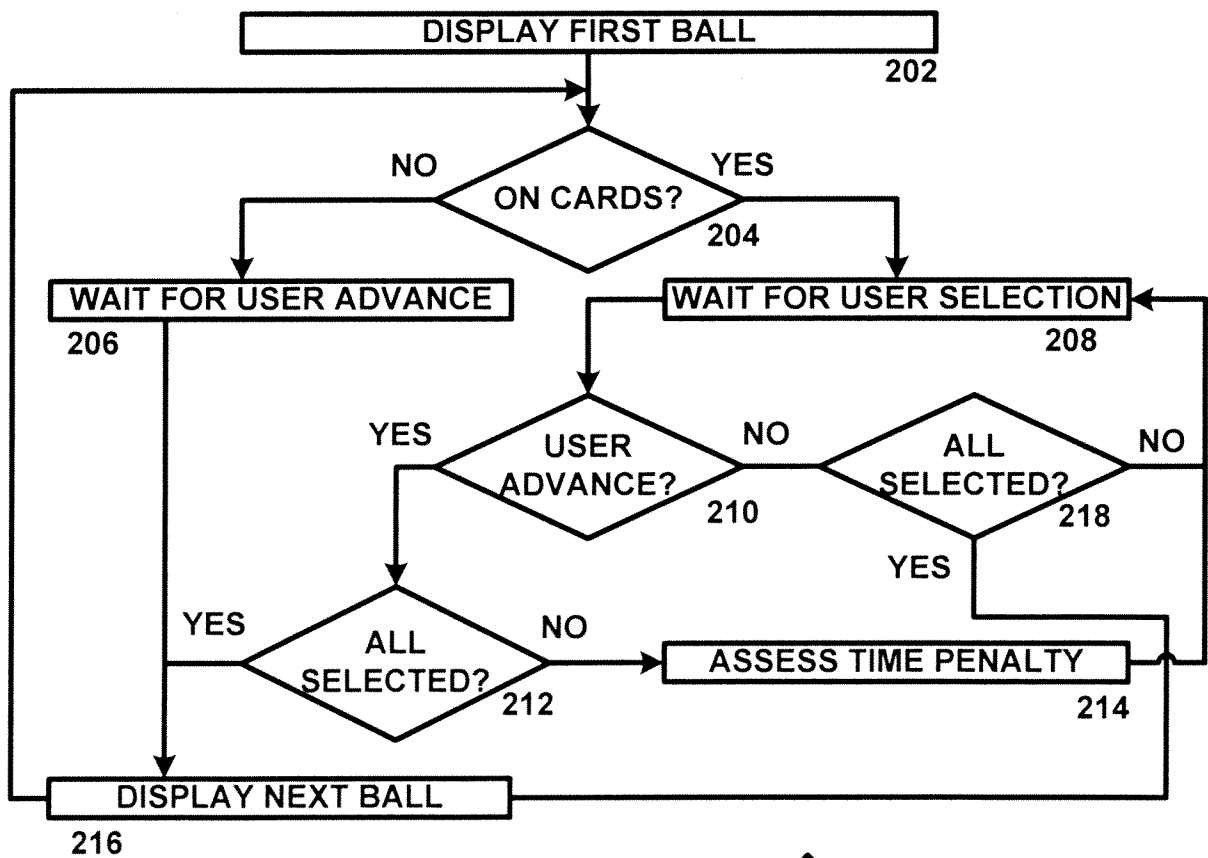 DISPLAY FIRST BALL
202
NO
YES
ON CARDS?
204
WAIT FOR USER ADVANCE
206
WAIT FOR USER SELECTION
208
YES
USER
ADVANCE?
210
NO
ALL
SELECTED?
218
NO
YES
YES
ALL
SELECTED?
212
NO
ASSESS TIME PENALTY
214
DISPLAY NEXT BALL
216